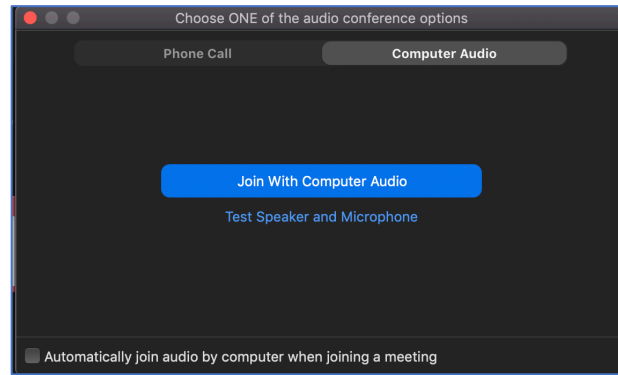 Choose ONE of the audio conference options
Phone Call
Computer Audio
Join With Computer Audio
Test Speaker and Microphone
Automatically join audio by computer when joining a meeting